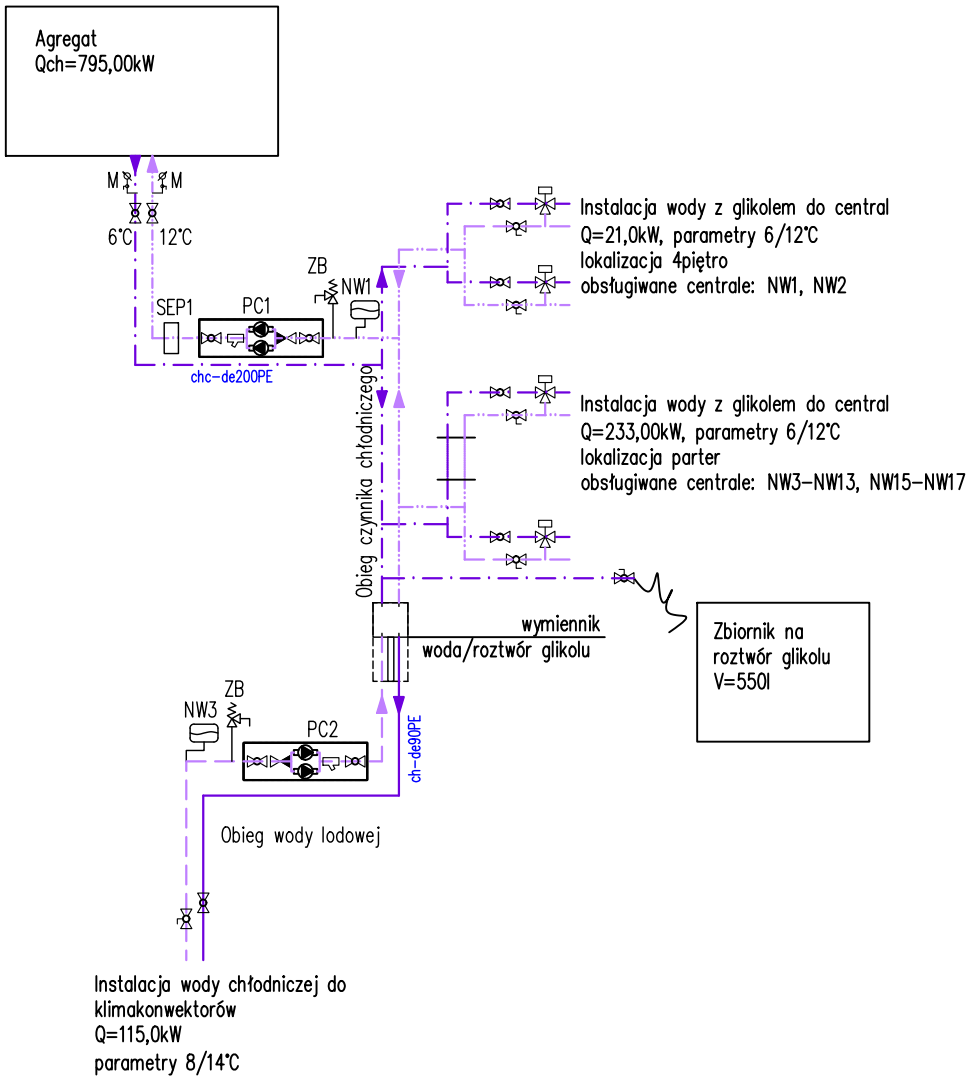 Agregat
Qch=795,00kW
M
M
6°C
12°C
SEP1
PC1
ZB
NW1
chc-de200PE
Instalacja wody z glikolem do central
Q=21,0kW, parametry 6/12°C
lokalizacja 4piętro
obsługiwane centrale: NW1, NW2
Obieg czynnika chłodniczego
Instalacja wody z glikolem do central
Q=233,00kW, parametry 6/12°C
lokalizacja parter
obsługiwane centrale: NW3-NW13, NW15-NW17
wymiennik
woda/roztwór glikolu
Zbiornik na
roztwór glikolu
V=550l
NW3
ZB
PC2
ch-de90PE
Obieg wody lodowej
Instalacja wody chłodniczej do
klimakonwektorów
Q=115,0kW
parametry 8/14°C